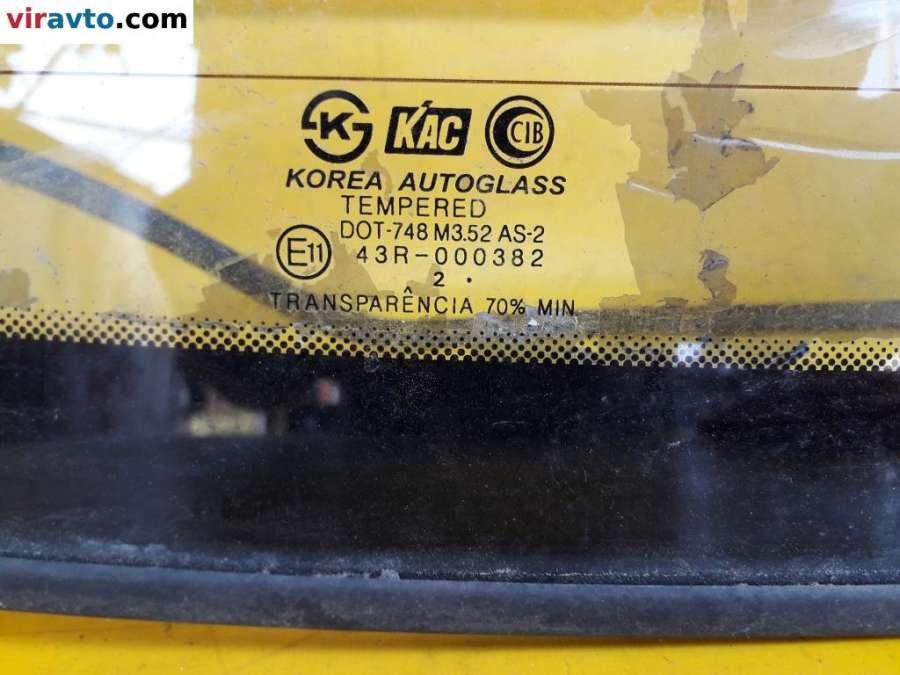 viravto.com
K KAC CIB
KOREA AUTOGLASS
TEMPERED
DOT-748 M3.52 AS-2
E11 43R-000382
2 .
TRANSPARÊNCIA 70% MIN